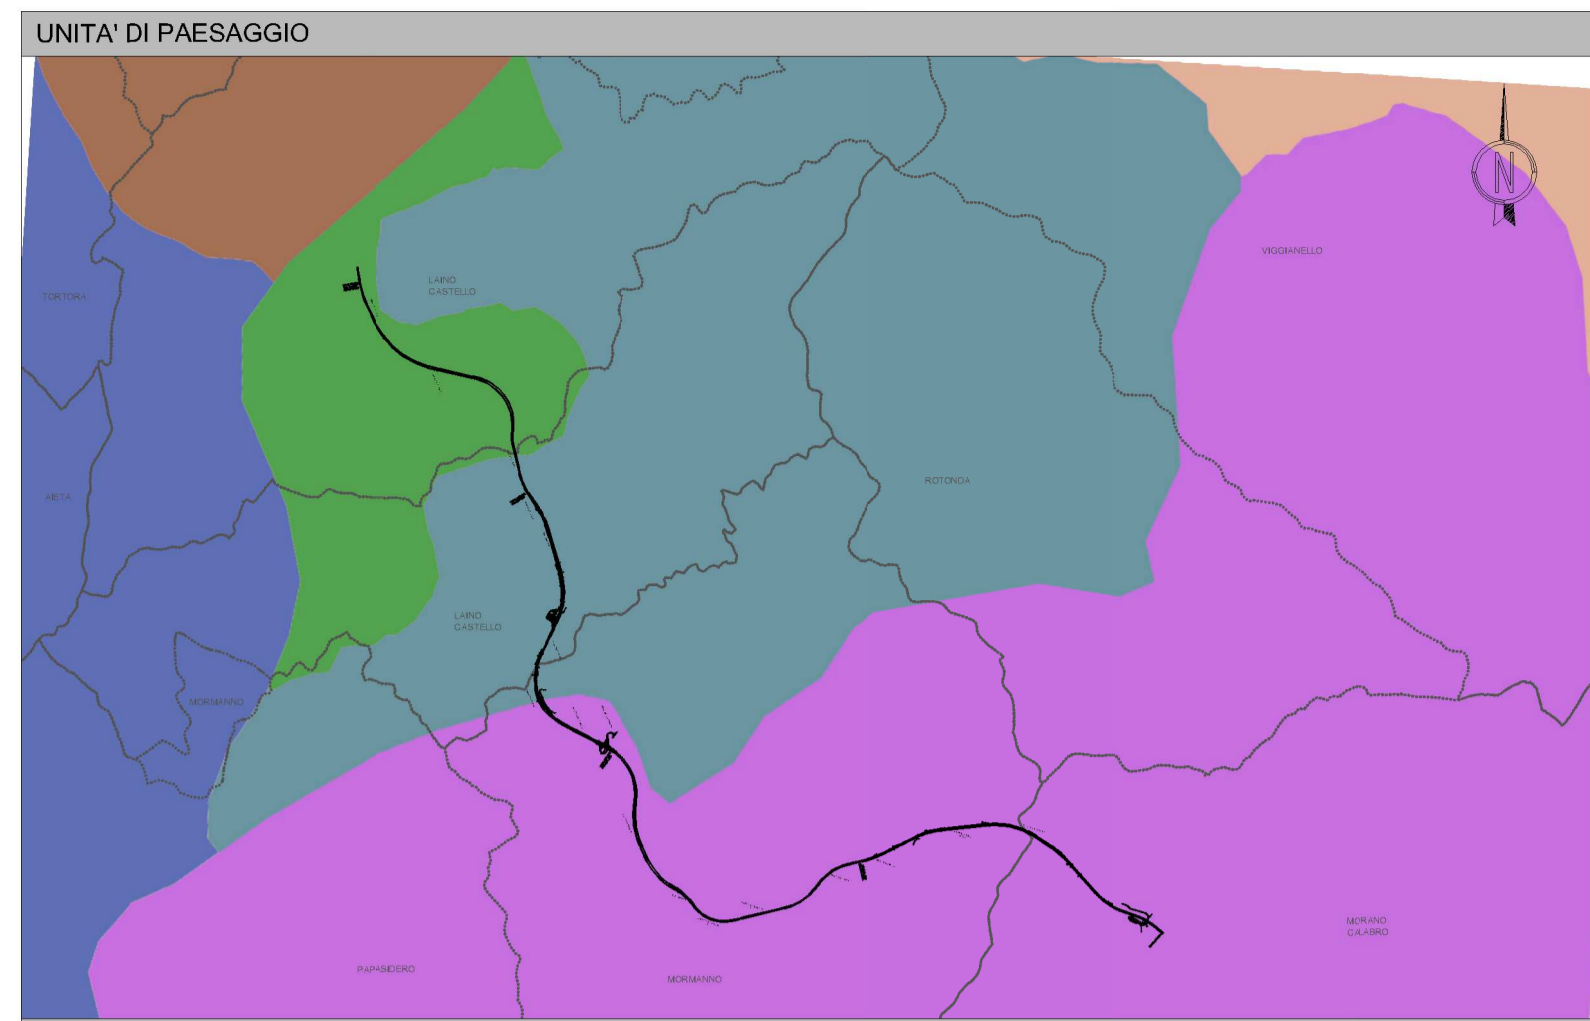 UNITA' DI PAESAGGIO
N
VIGGIANELLO
LAINO
CASTELLO
TORTORA
ROTONDA
AIETA
LAINO
CASTELLO
MORMANNO
MORANO
CALABRO
PAPASIDERO
MORMANNO